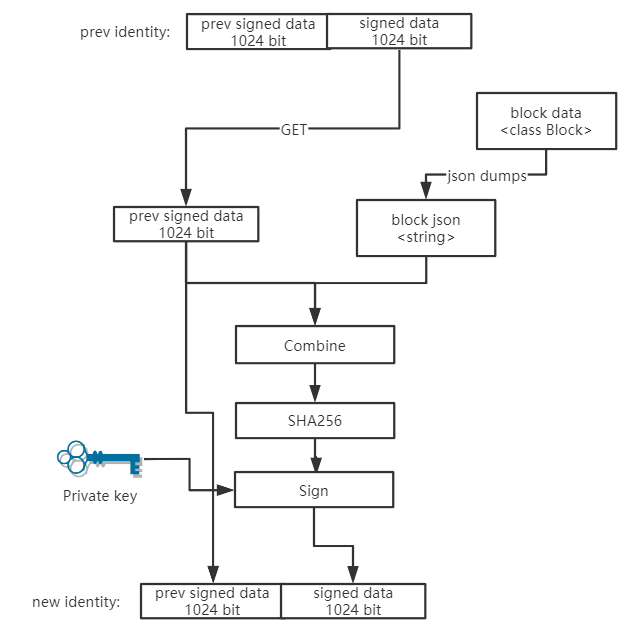 prev identity:
prev signed data
1024 bit
signed data
1024 bit
block data
<class Block>
GET
json dumps
prev signed data
1024 bit
block json
<string>
Combine
SHA256
Sign
Private key
new identity:
prev signed data
1024 bit
signed data
1024 bit